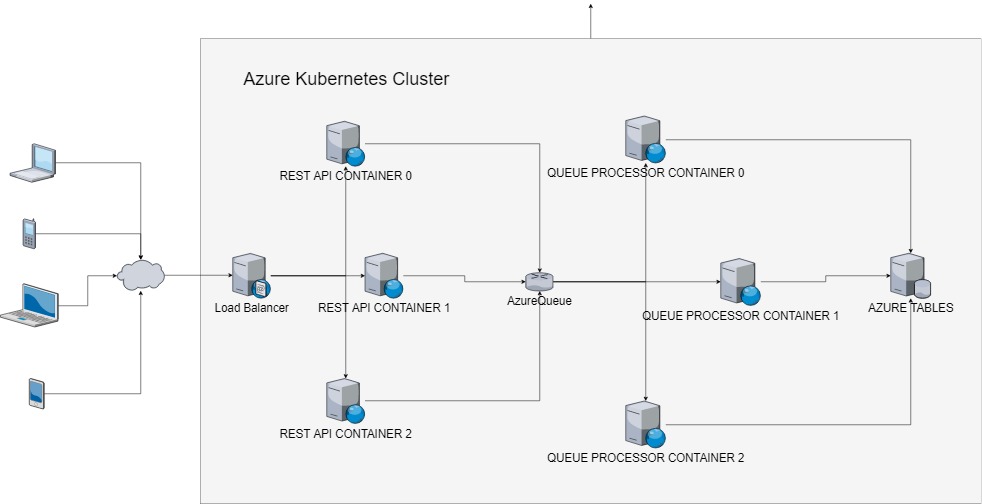 Azure Kubernetes Cluster
REST API CONTAINER 0
QUEUE PROCESSOR CONTAINER 0
Load Balancer
REST API CONTAINER 1
AzureQueue
QUEUE PROCESSOR CONTAINER 1
AZURE TABLES
REST API CONTAINER 2
QUEUE PROCESSOR CONTAINER 2